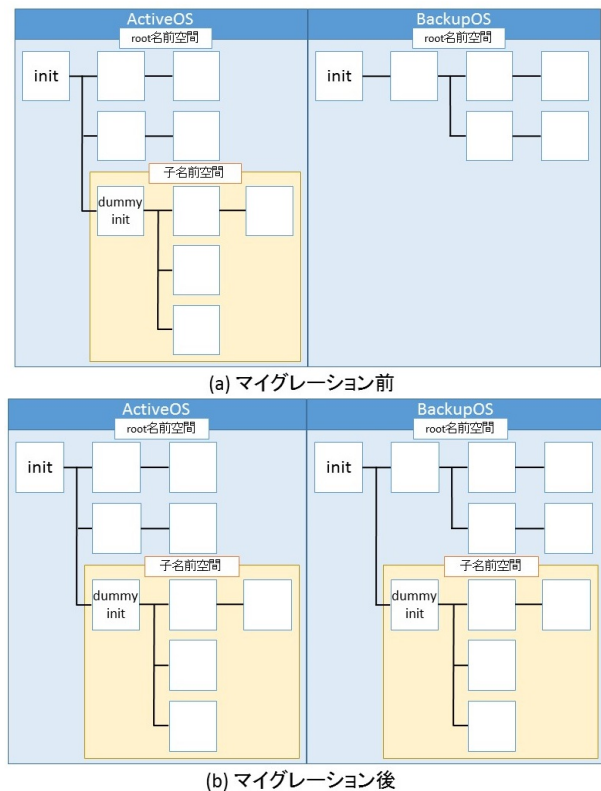 ActiveOS
root名前空間
init
子名前空間
dummy
init
BackupOS
root名前空間
init
(a) マイグレーション前
ActiveOS
root名前空間
init
子名前空間
dummy
init
BackupOS
root名前空間
init
子名前空間
dummy
init
(b) マイグレーション後